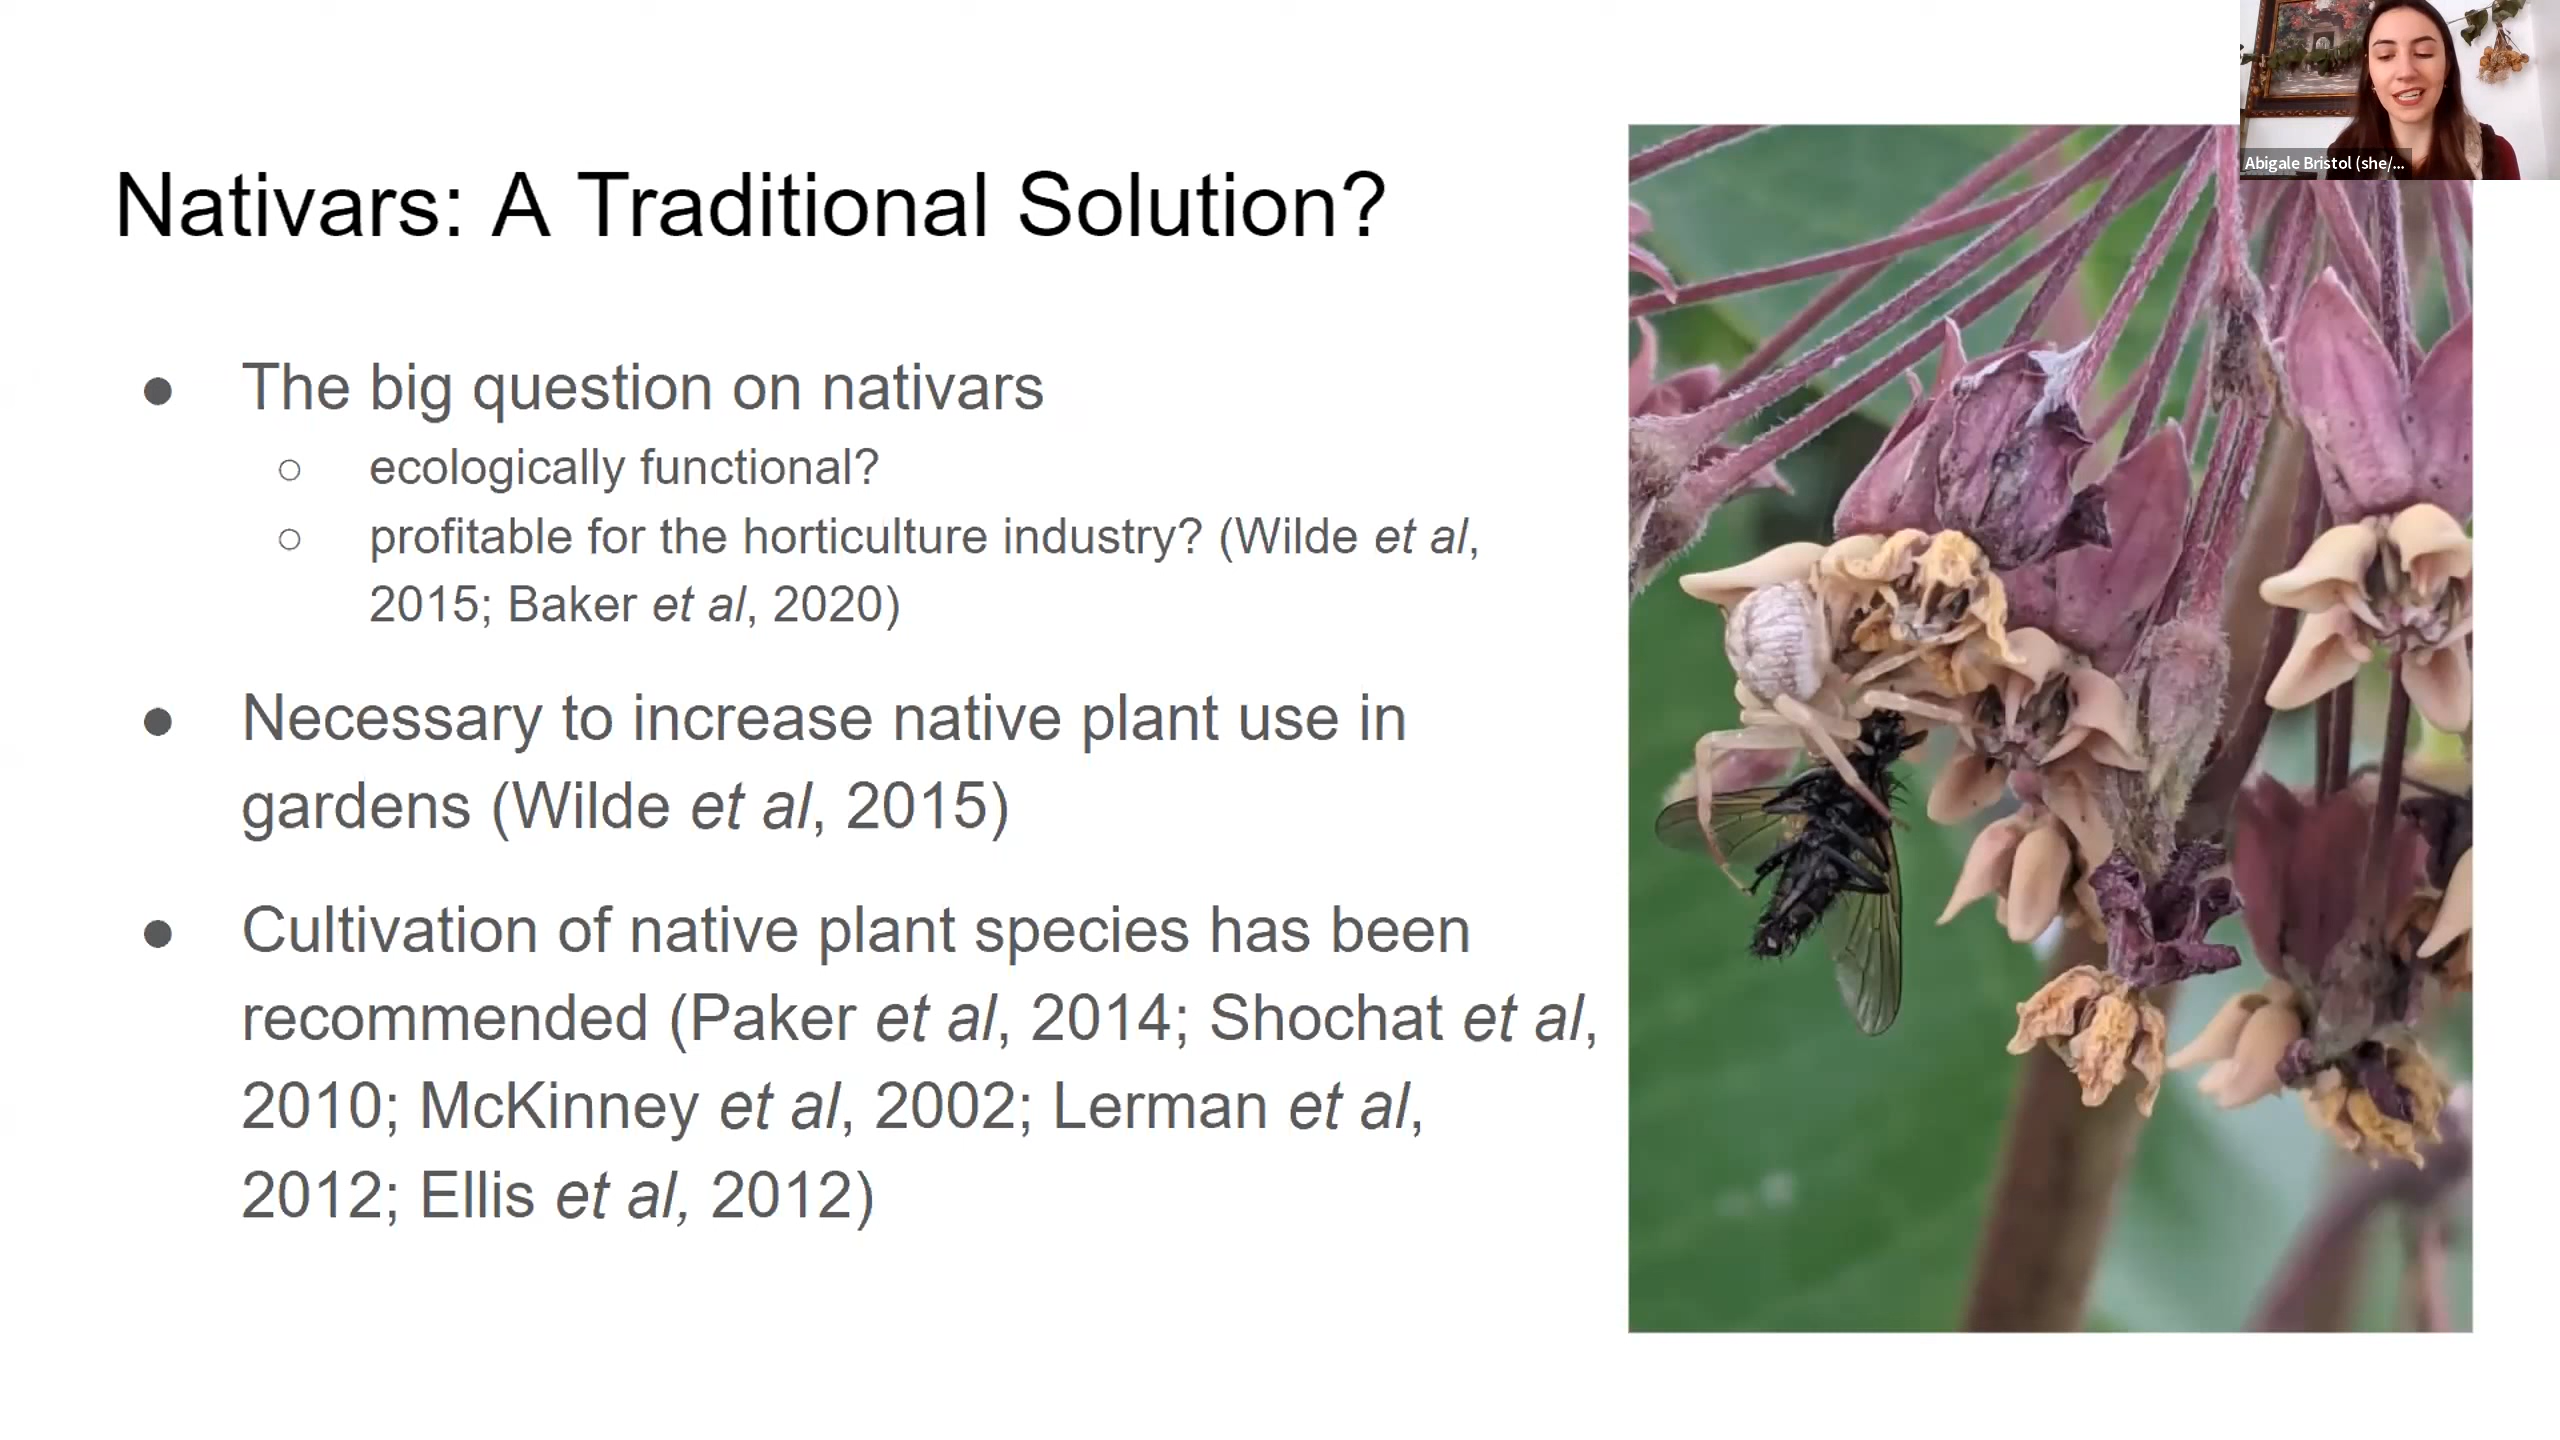 Abigale Bristol (she/...
Nativars: A Traditional Solution?
● The big question on nativars
○ ecologically functional?
○ profitable for the horticulture industry? (Wilde et al,
2015; Baker et al, 2020)
● Necessary to increase native plant use in
gardens (Wilde et al, 2015)
● Cultivation of native plant species has been
recommended (Paker et al, 2014; Shochat et al,
2010; McKinney et al, 2002; Lerman et al,
2012; Ellis et al, 2012)